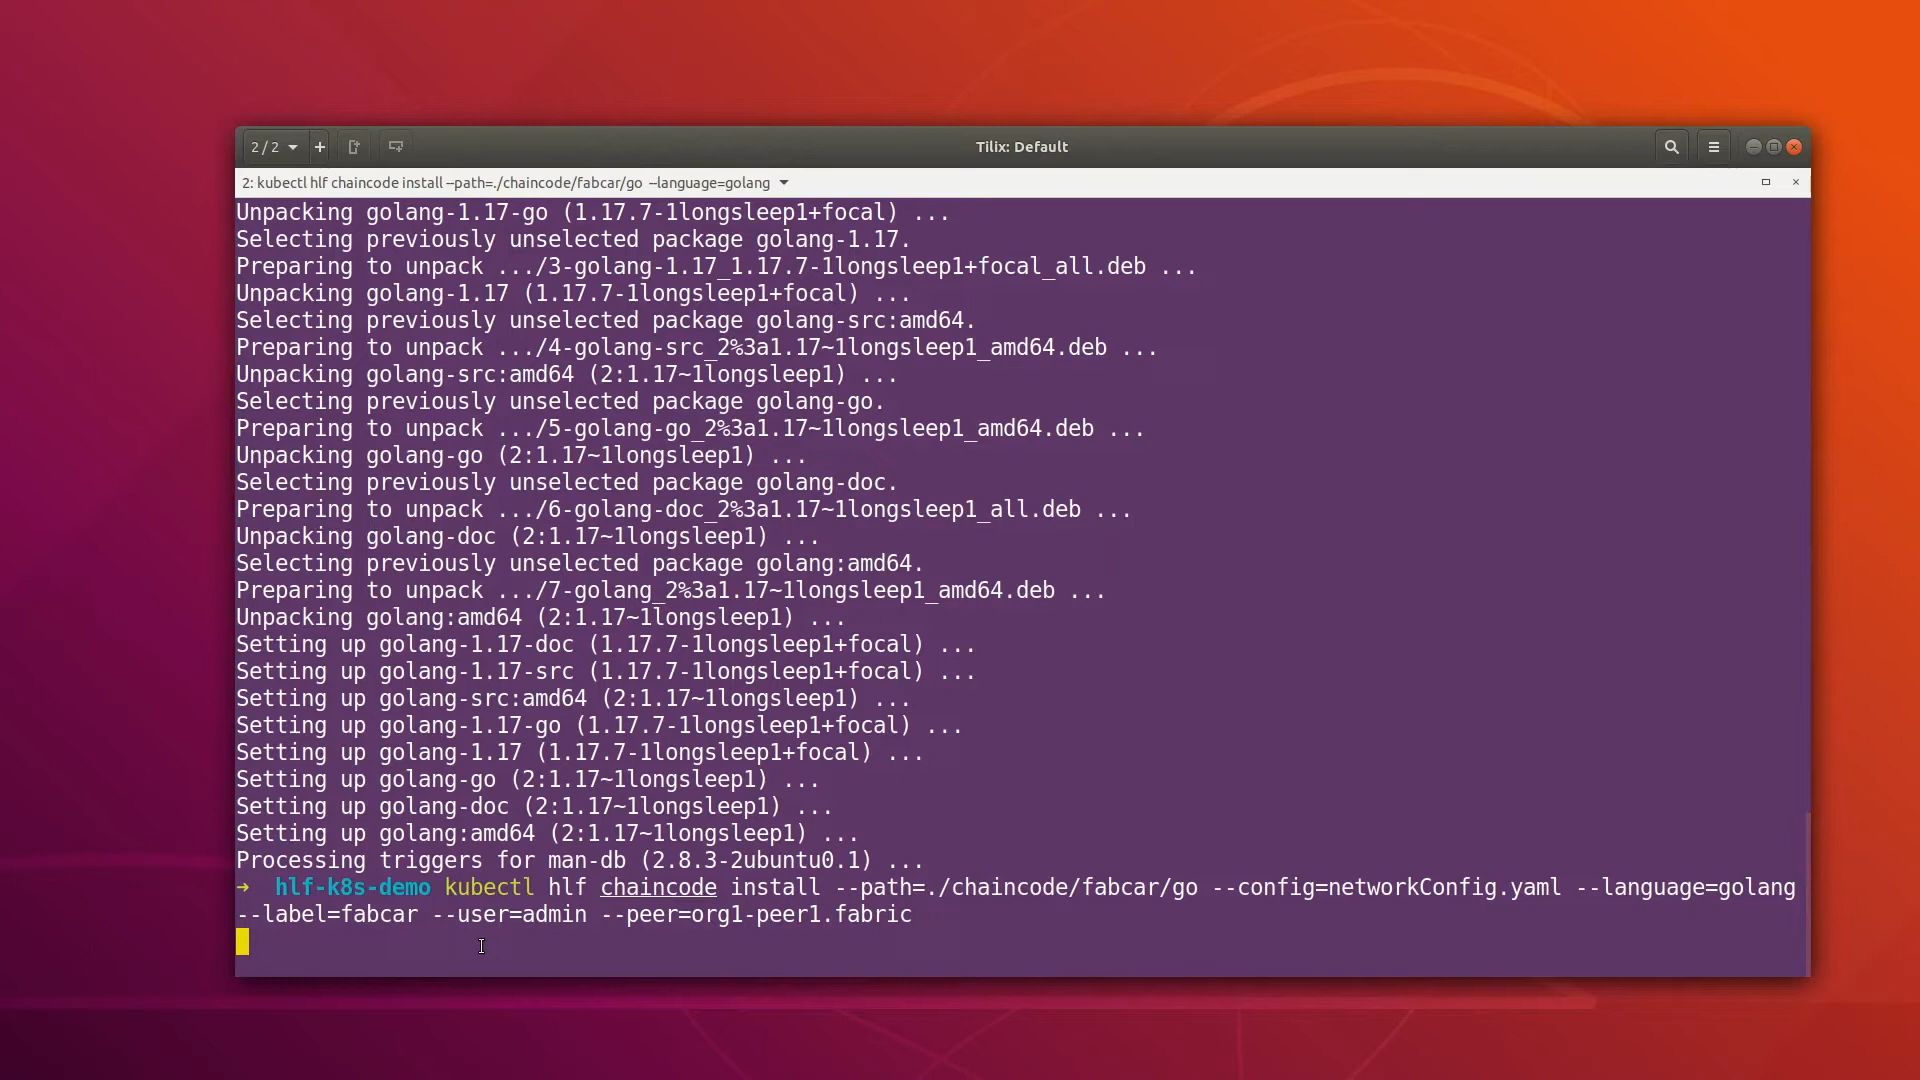 2 / 2
+
Tilix: Default
2: kubectl hlf chaincode install --path=./chaincode/fabcar/go --language=golang
Unpacking golang-1.17-go (1.17.7-1longsleep1+focal) ...
Selecting previously unselected package golang-1.17.
Preparing to unpack .../3-golang-1.17_1.17.7-1longsleep1+focal_all.deb ...
Unpacking golang-1.17 (1.17.7-1longsleep1+focal) ...
Selecting previously unselected package golang-src:amd64.
Preparing to unpack .../4-golang-src_2%3a1.17~1longsleep1_amd64.deb ...
Unpacking golang-src:amd64 (2:1.17~1longsleep1) ...
Selecting previously unselected package golang-go.
Preparing to unpack .../5-golang-go_2%3a1.17~1longsleep1_amd64.deb ...
Unpacking golang-go (2:1.17~1longsleep1) ...
Selecting previously unselected package golang-doc.
Preparing to unpack .../6-golang-doc_2%3a1.17~1longsleep1_all.deb ...
Unpacking golang-doc (2:1.17~1longsleep1) ...
Selecting previously unselected package golang:amd64.
Preparing to unpack .../7-golang_2%3a1.17~1longsleep1_amd64.deb ...
Unpacking golang:amd64 (2:1.17~1longsleep1) ...
Setting up golang-1.17-doc (1.17.7-1longsleep1+focal) ...
Setting up golang-1.17-src (1.17.7-1longsleep1+focal) ...
Setting up golang-src:amd64 (2:1.17~1longsleep1) ...
Setting up golang-1.17-go (1.17.7-1longsleep1+focal) ...
Setting up golang-1.17 (1.17.7-1longsleep1+focal) ...
Setting up golang-go (2:1.17~1longsleep1) ...
Setting up golang-doc (2:1.17~1longsleep1) ...
Setting up golang:amd64 (2:1.17~1longsleep1) ...
Processing triggers for man-db (2.8.3-2ubuntu0.1) ...
➜  hlf-k8s-demo kubectl hlf chaincode install --path=./chaincode/fabcar/go --config=networkConfig.yaml --language=golang
--label=fabcar --user=admin --peer=org1-peer1.fabric